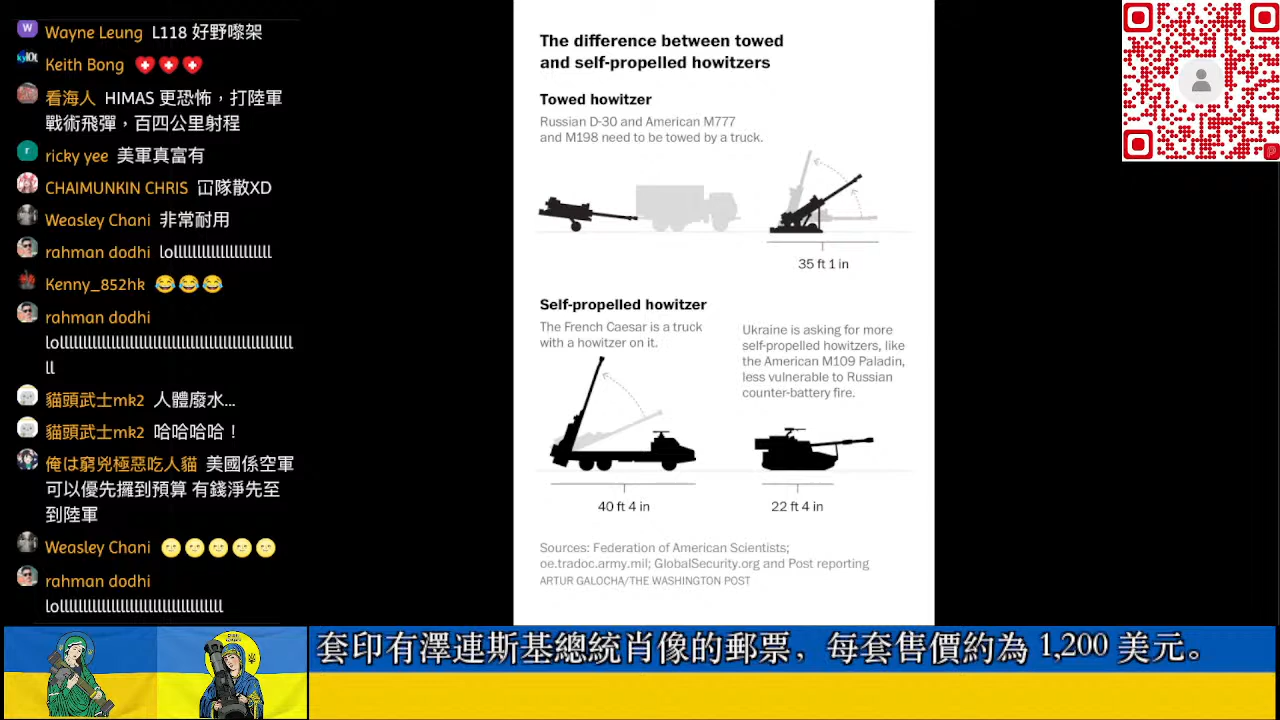 Wayne Leung L118 好野嚟架
Keith Bong
看海人 HIMAS 更恐怖，打陸軍
戰術飛彈，百四公里射程
ricky yee 美軍真富有
CHAIMUNKIN CHRIS 冚隊散XD
Weasley Chani 非常耐用
rahman dodhi lolllllllllllllllllllll
Kenny_852hk 😂😂😂
rahman dodhi
lollllllllllllllllllllllllllllllllllllllllllllllllll
ll
貓頭武士mk2 人體廢水...
貓頭武士mk2 哈哈哈哈！
俺は窮兇極惡吃人貓 美國係空軍
可以優先攞到預算 有錢淨先至
到陸軍
Weasley Chani 🌝🌝🌝🌝🌝
rahman dodhi
lolllllllllllllllllllllllllllllllllll
The difference between towed
and self-propelled howitzers
Towed howitzer
Russian D-30 and American M777
and M198 need to be towed by a truck.
35 ft 1 in
Self-propelled howitzer
The French Caesar is a truck
with a howitzer on it.
Ukraine is asking for more
self-propelled howitzers, like
the American M109 Paladin,
less vulnerable to Russian
counter-battery fire.
40 ft 4 in
22 ft 4 in
Sources: Federation of American Scientists;
oe.tradoc.army.mil; GlobalSecurity.org and Post reporting
ARTUR GALOCHA/THE WASHINGTON POST
套印有澤連斯基總統肖像的郵票，每套售價約為 1,200 美元。